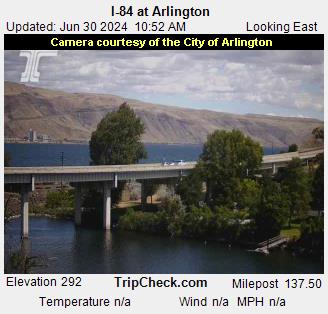 I-84 at Arlington
Updated: Jun 30 2024 10:52 AM Looking East
Camera courtesy of the City of Arlington
Elevation 292 TripCheck.com Milepost 137.50
Temperature n/a Wind n/a MPH n/a